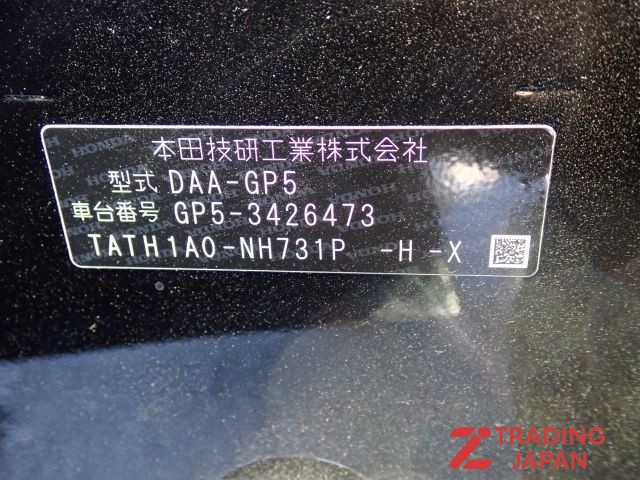 本田技研工業株式会社
型式 DAA-GP5
車台番号 GP5-3426473
TATH1A0-NH731P -H -X
TRADING
JAPAN